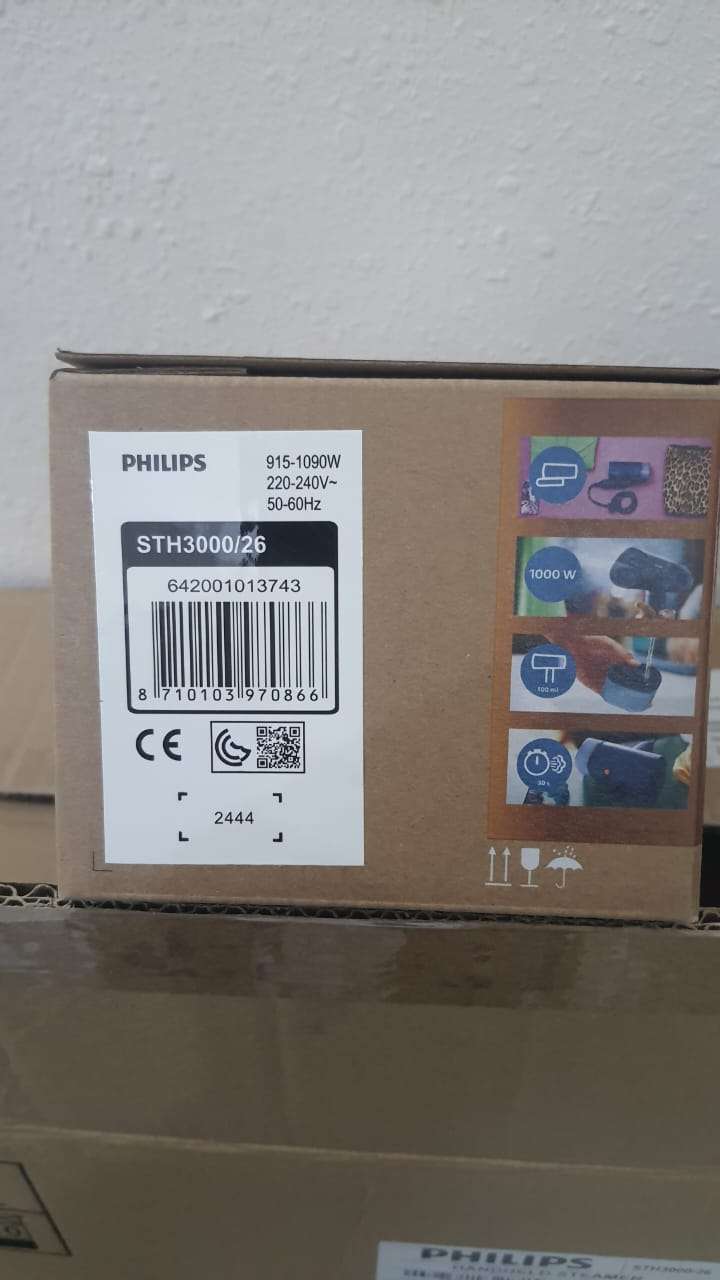 PHILIPS
915-1090W
220-240V~
50-60Hz
STH3000/26
642001013743
8 710103 970866
CE
2444
1000 W
100 ml
30 s
PHILIPS
STH3000-26